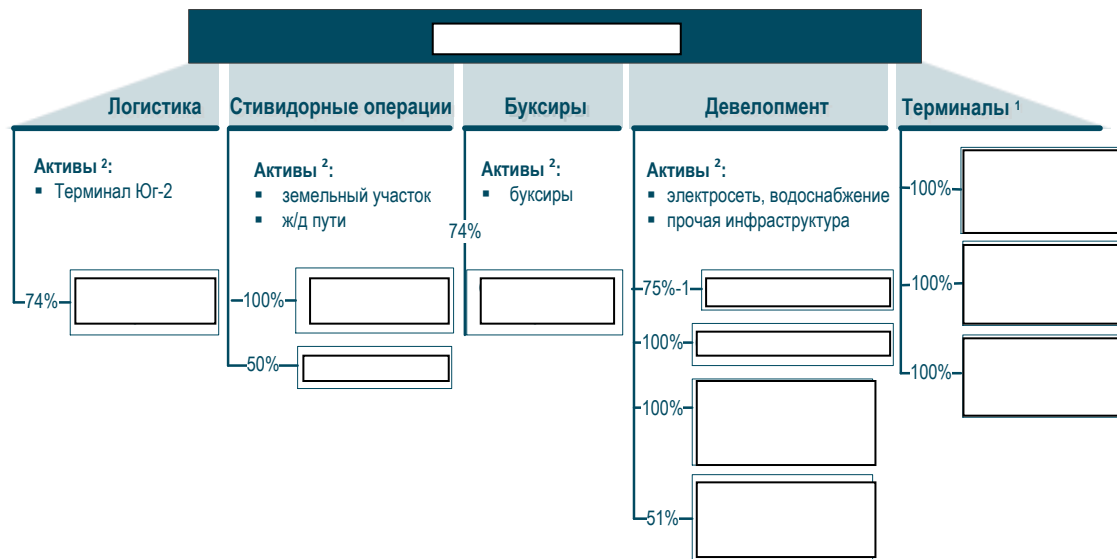 Логистика
Активы ²:
▪ Терминал Юг-2
74%
Стивидорные операции
Активы ²:
▪ земельный участок
▪ ж/д пути
100%
50%
Буксиры
Активы ²:
▪ буксиры
74%
Девелопмент
Активы ²:
▪ электросеть, водоснабжение
▪ прочая инфраструктура
75%-1
100%
100%
51%
Терминалы ¹
100%
100%
100%